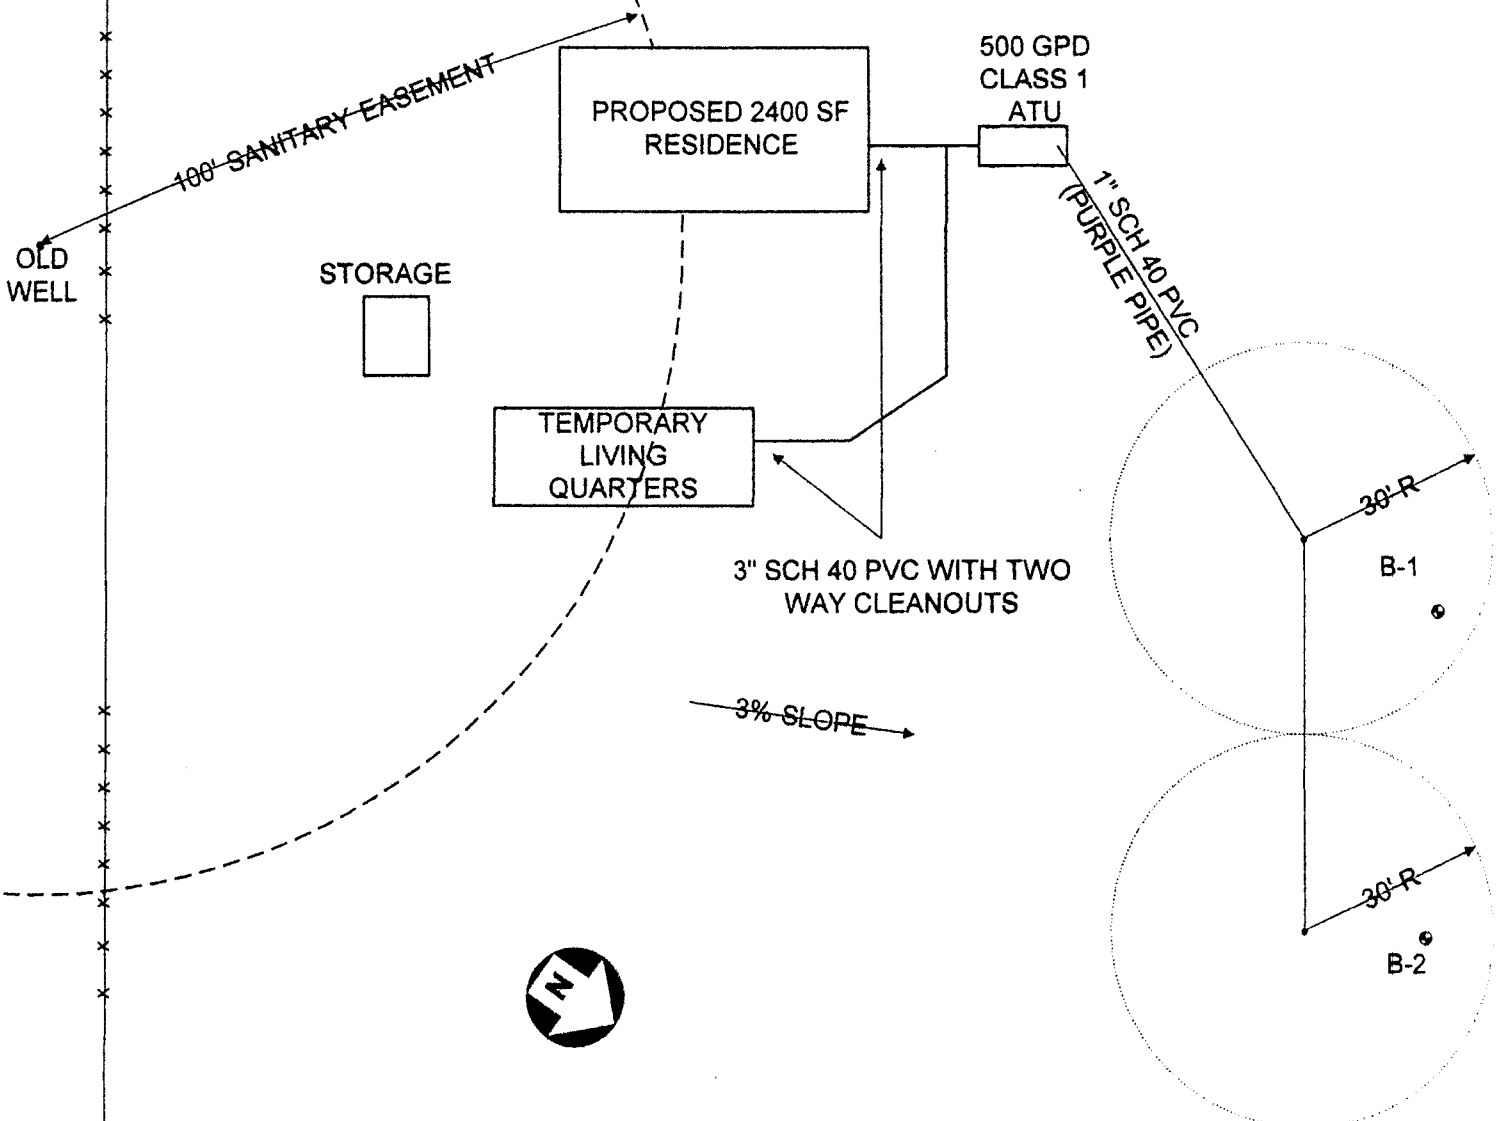 500 GPD
CLASS 1
ATU
PROPOSED 2400 SF
RESIDENCE
100' SANITARY EASEMENT
1" SCH 40 PVC
(PURPLE PIPE)
OLD
WELL
STORAGE
TEMPORARY
LIVING
QUARTERS
30' R
B-1
3" SCH 40 PVC WITH TWO
WAY CLEANOUTS
3% SLOPE
30' R
B-2
N